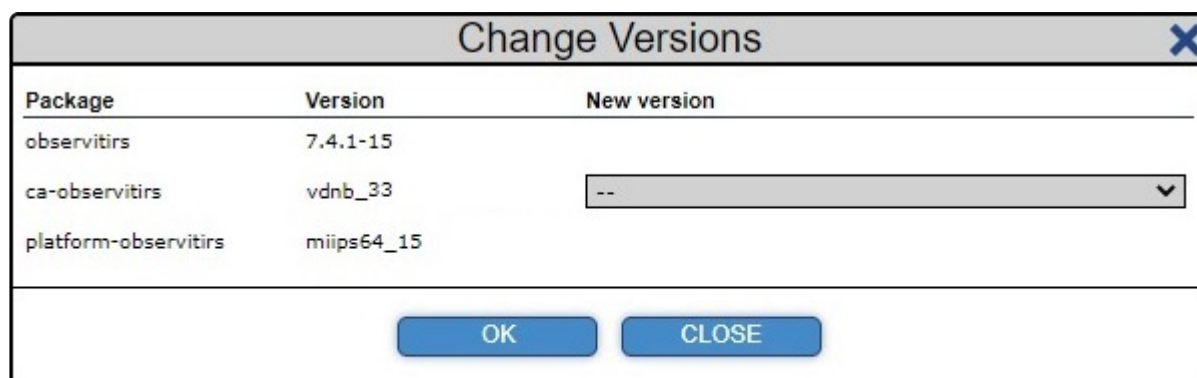 Change Versions
Package Version New version
observitirs 7.4.1-15
ca-observitirs vdnb_33 --
platform-observitirs miips64_15
OK CLOSE